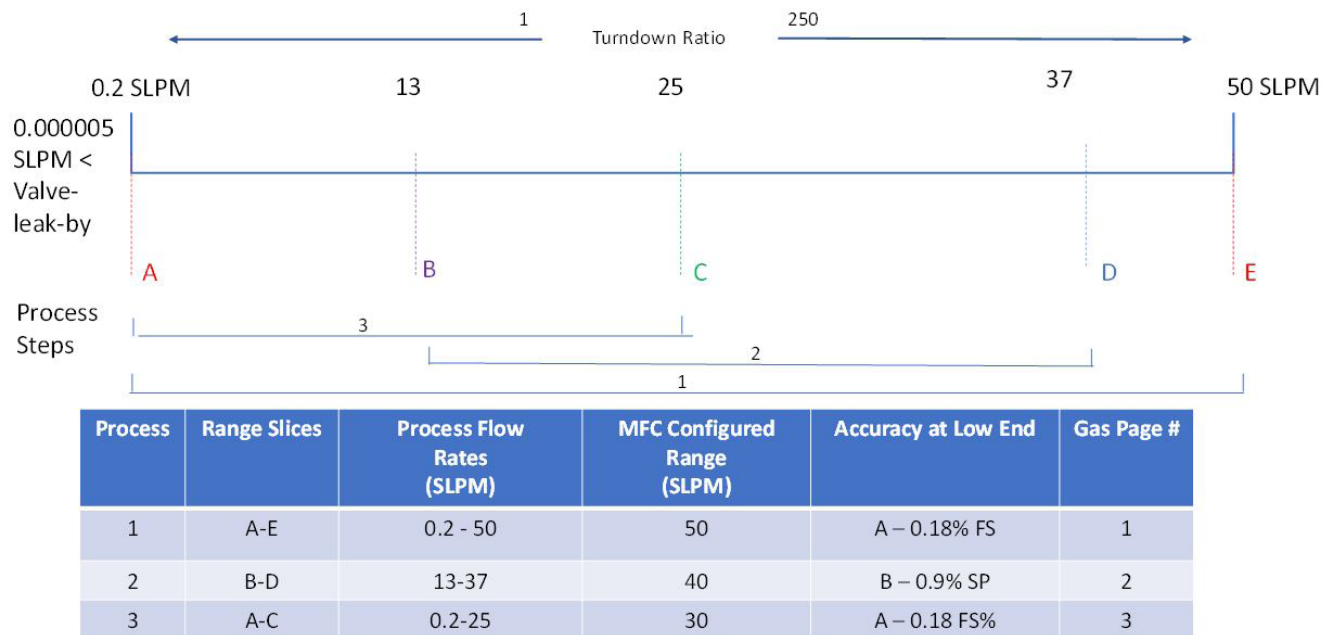 1
250
Turndown Ratio
0.2 SLPM
13
25
37
50 SLPM
0.000005
SLPM <
Valve-
leak-by
A
B
C
D
E
Process
Steps
3
2
1
Process
Range Slices
Process Flow
Rates
(SLPM)
MFC Configured
Range
(SLPM)
Accuracy at Low End
Gas Page #
1
A-E
0.2 - 50
50
A – 0.18% FS
1
2
B-D
13-37
40
B – 0.9% SP
2
3
A-C
0.2-25
30
A – 0.18 FS%
3